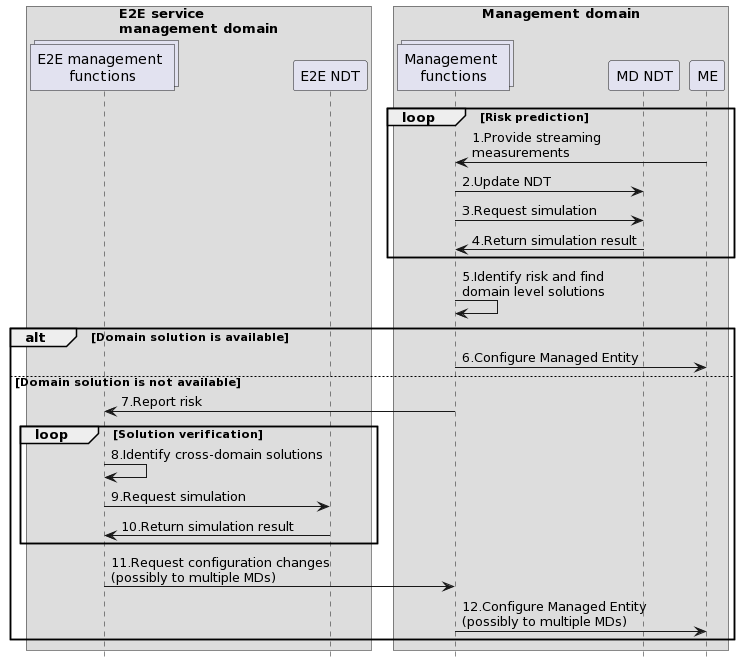 E2E service
management domain
Management domain
E2E management
functions
E2E NDT
Management
functions
MD NDT
ME
loop [Risk prediction]
1.Provide streaming
measurements
2.Update NDT
3.Request simulation
4.Return simulation result
5.Identify risk and find
domain level solutions
alt [Domain solution is available]
6.Configure Managed Entity
[Domain solution is not available]
7.Report risk
loop [Solution verification]
8.Identify cross-domain solutions
9.Request simulation
10.Return simulation result
11.Request configuration changes
(possibly to multiple MDs)
12.Configure Managed Entity
(possibly to multiple MDs)